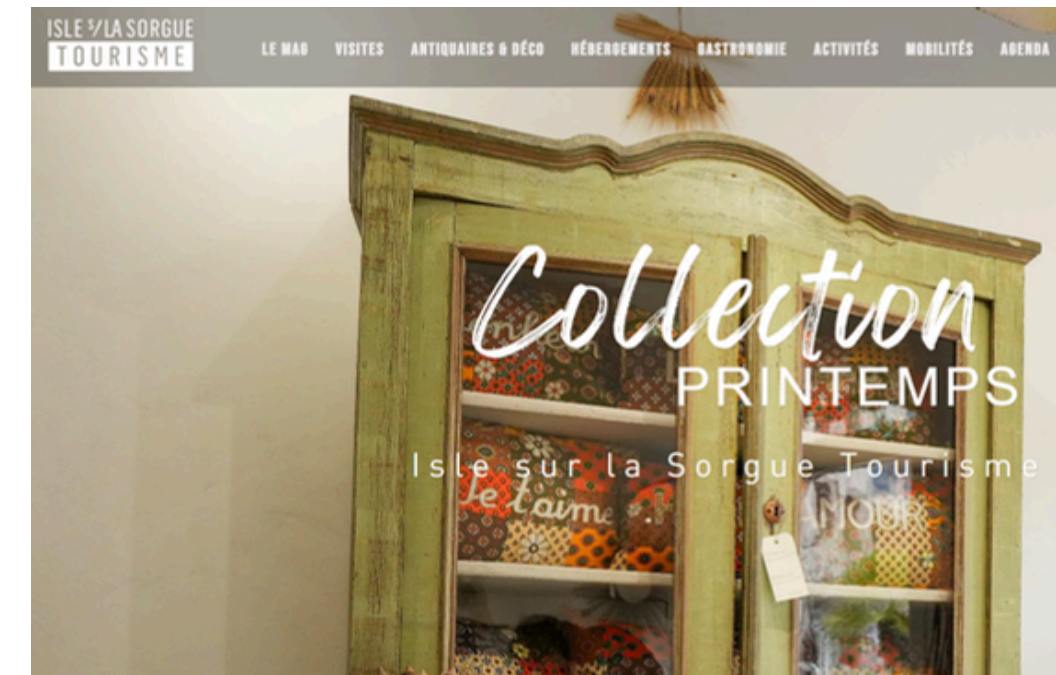 ISLE S/LA SORGUE
TOURISME
LE MAG VISITES ANTIQUAIRES & DÉCO HÉBERGEMENTS GASTRONOMIE ACTIVITÉS MOBILITÉS AGENDA
Collection
PRINTEMPS
Isle sur la Sorgue Tourisme
Je t'aime
AMOUR